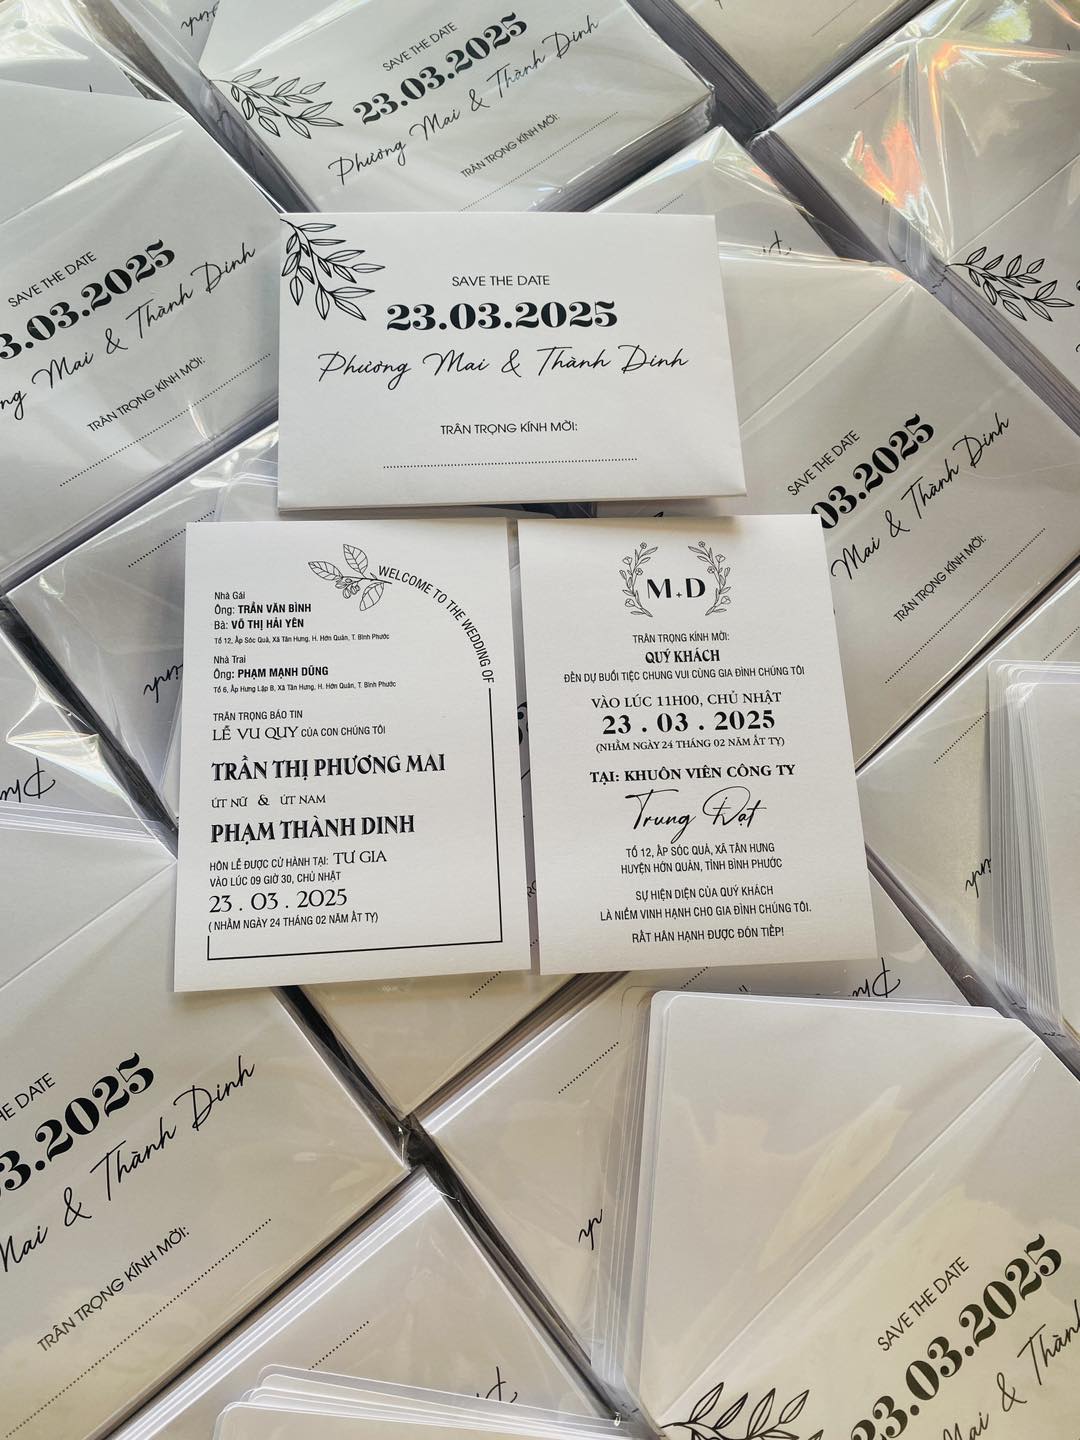 SAVE THE DATE
23.03.2025
Phương Mai & Thành Dinh
TRÂN TRỌNG KÍNH MỜI:
SAVE THE DATE
23.03.2025
Phương Mai & Thành Dinh
TRÂN TRỌNG KÍNH MỜI:
WELCOME TO THE WEDDING OF
Nhà Gái
Ông: TRẦN VĂN BÌNH
Bà: VÕ THỊ HẢI YÊN
Tổ 12, Ấp Sóc Quả, Xã Tân Hưng, H. Hớn Quản, T. Bình Phước
Nhà Trai
Ông: PHẠM MẠNH DŨNG
Tổ 6, Ấp Hưng Lập B, Xã Tân Hưng, H. Hớn Quản, T. Bình Phước
TRÂN TRỌNG BÁO TIN
LỄ VU QUY CỦA CON CHÚNG TÔI
TRẦN THỊ PHƯƠNG MAI
ÚT NỮ & ÚT NAM
PHẠM THÀNH DINH
HÔN LỄ ĐƯỢC CỬ HÀNH TẠI: TƯ GIA
VÀO LÚC 09 GIỜ 30, CHỦ NHẬT
23 . 03 . 2025
( NHẰM NGÀY 24 THÁNG 02 NĂM ẤT TỴ)
M+D
TRÂN TRỌNG KÍNH MỜI:
QUÝ KHÁCH
ĐẾN DỰ BUỔI TIỆC CHUNG VUI CÙNG GIA ĐÌNH CHÚNG TÔI
VÀO LÚC 11H00, CHỦ NHẬT
23 . 03 . 2025
(NHẰM NGÀY 24 THÁNG 02 NĂM ẤT TỴ)
TẠI: KHUÔN VIÊN CÔNG TY
Trung Đạt
TỔ 12, ẤP SÓC QUẢ, XÃ TÂN HƯNG
HUYỆN HỚN QUẢN, TỈNH BÌNH PHƯỚC
SỰ HIỆN DIỆN CỦA QUÝ KHÁCH
LÀ NIỀM VINH HẠNH CHO GIA ĐÌNH CHÚNG TÔI.
RẤT HÂN HẠNH ĐƯỢC ĐÓN TIẾP!
SAVE THE DATE
3.03.2025
Mai & Thành Dinh
TRÂN TRỌNG KÍNH MỜI:
SAVE THE DATE
03.2025
Mai & Thành Dinh
TRÂN TRỌNG KÍNH MỜI:
THE DATE
3.2025
Mai & Thành Dinh
TRÂN TRỌNG KÍNH MỜI:
SAVE THE DATE
23.03.2025
Mai &